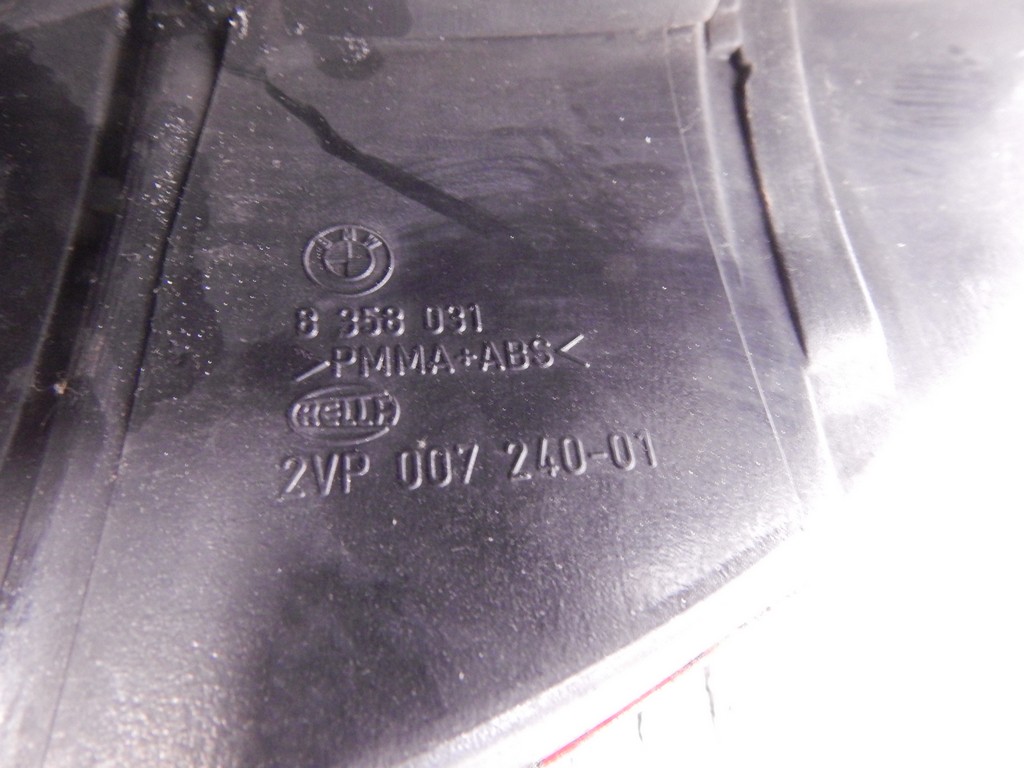 BMW
8 358 031
>PMMA+ABS<
HELLA
2VP 007 240-01